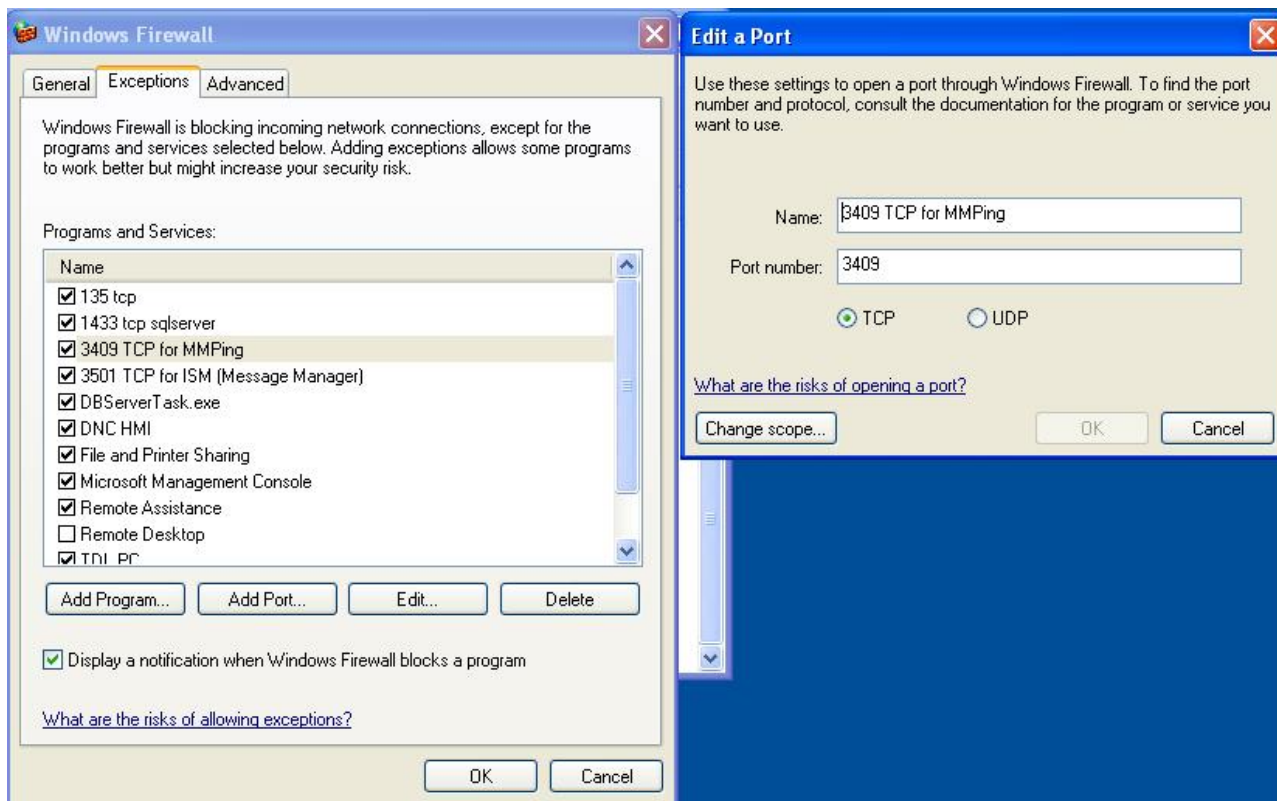 Windows Firewall
General
Exceptions
Advanced
Windows Firewall is blocking incoming network connections, except for the
programs and services selected below. Adding exceptions allows some programs
to work better but might increase your security risk.
Programs and Services:
Name
135 tcp
1433 tcp sqlserver
3409 TCP for MMPing
3501 TCP for ISM (Message Manager)
DBServerTask.exe
DNC HMI
File and Printer Sharing
Microsoft Management Console
Remote Assistance
Remote Desktop
Add Program...
Add Port...
Edit...
Delete
Display a notification when Windows Firewall blocks a program
What are the risks of allowing exceptions?
OK
Cancel
Edit a Port
Use these settings to open a port through Windows Firewall. To find the port
number and protocol, consult the documentation for the program or service you
want to use.
Name: 3409 TCP for MMPing
Port number: 3409
TCP
UDP
What are the risks of opening a port?
Change scope...
OK
Cancel